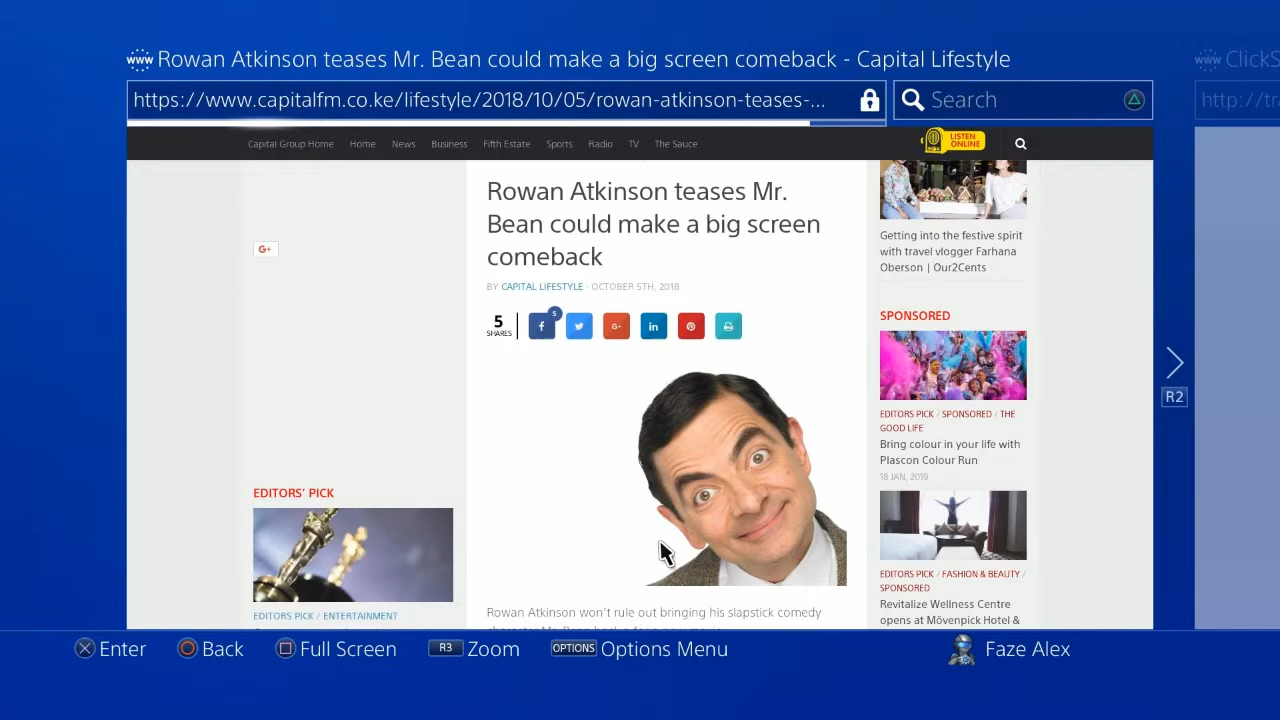 www Rowan Atkinson teases Mr. Bean could make a big screen comeback - Capital Lifestyle
www ClickS
https://www.capitalfm.co.ke/lifestyle/2018/10/05/rowan-atkinson-teases-...
Search
http://tr
Capital Group Home Home News Business Fifth Estate Sports Radio TV The Sauce
LISTEN
ONLINE
Rowan Atkinson teases Mr.
Bean could make a big screen
comeback
BY CAPITAL LIFESTYLE · OCTOBER 5TH, 2018
5
SHARES
5
f
G+
in
G+
EDITORS' PICK
EDITORS PICK / ENTERTAINMENT
Rowan Atkinson won't rule out bringing his slapstick comedy
Getting into the festive spirit
with travel vlogger Farhana
Oberson | Our2Cents
SPONSORED
EDITORS PICK / SPONSORED / THE
GOOD LIFE
Bring colour in your life with
Plascon Colour Run
18 JAN, 2019
EDITORS PICK / FASHION & BEAUTY /
SPONSORED
Revitalize Wellness Centre
opens at Mövenpick Hotel &
R2
Enter
Back
Full Screen
R3 Zoom
OPTIONS Options Menu
Faze Alex